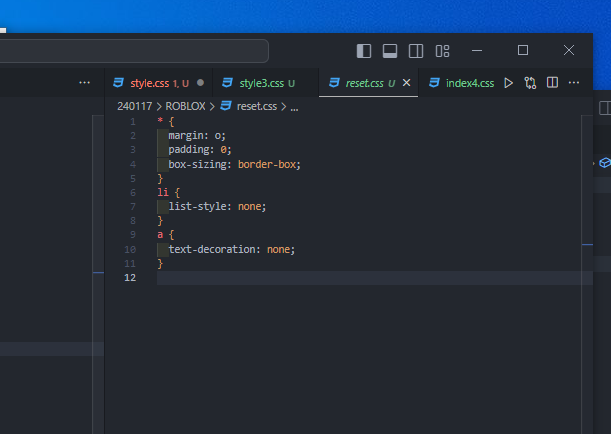 style.css 1, U
style3.css U
reset.css U
index4.css
240117 > ROBLOX > reset.css > ...
1 * {
2 margin: o;
3 padding: 0;
4 box-sizing: border-box;
5 }
6 li {
7 list-style: none;
8 }
9 a {
10 text-decoration: none;
11 }
12